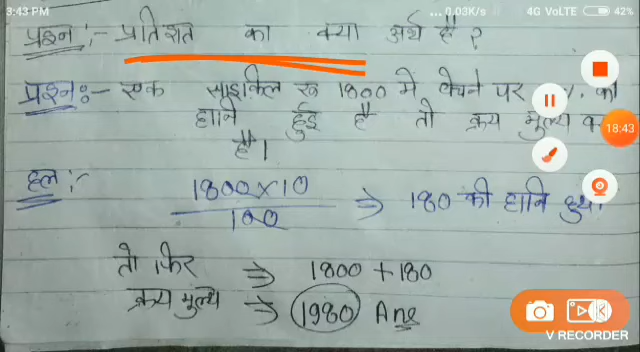 3:43 PM ... 0.03K/s 4G VoLTE 42%
प्रश्न :- प्रतिशत का क्या अर्थ है ?
प्रश्न :- एक साइकिल रू 1800 मे बेचने पर %. की
18:43
हानि हुई है तो क्रय मुल्य
है।
हल :- 1800×10 / 100 ⇒ 180 की हानि हुयी
तो फिर ⇒ 1800 + 180
क्रय मुल्य ⇒ 1980 Ans
V RECORDER